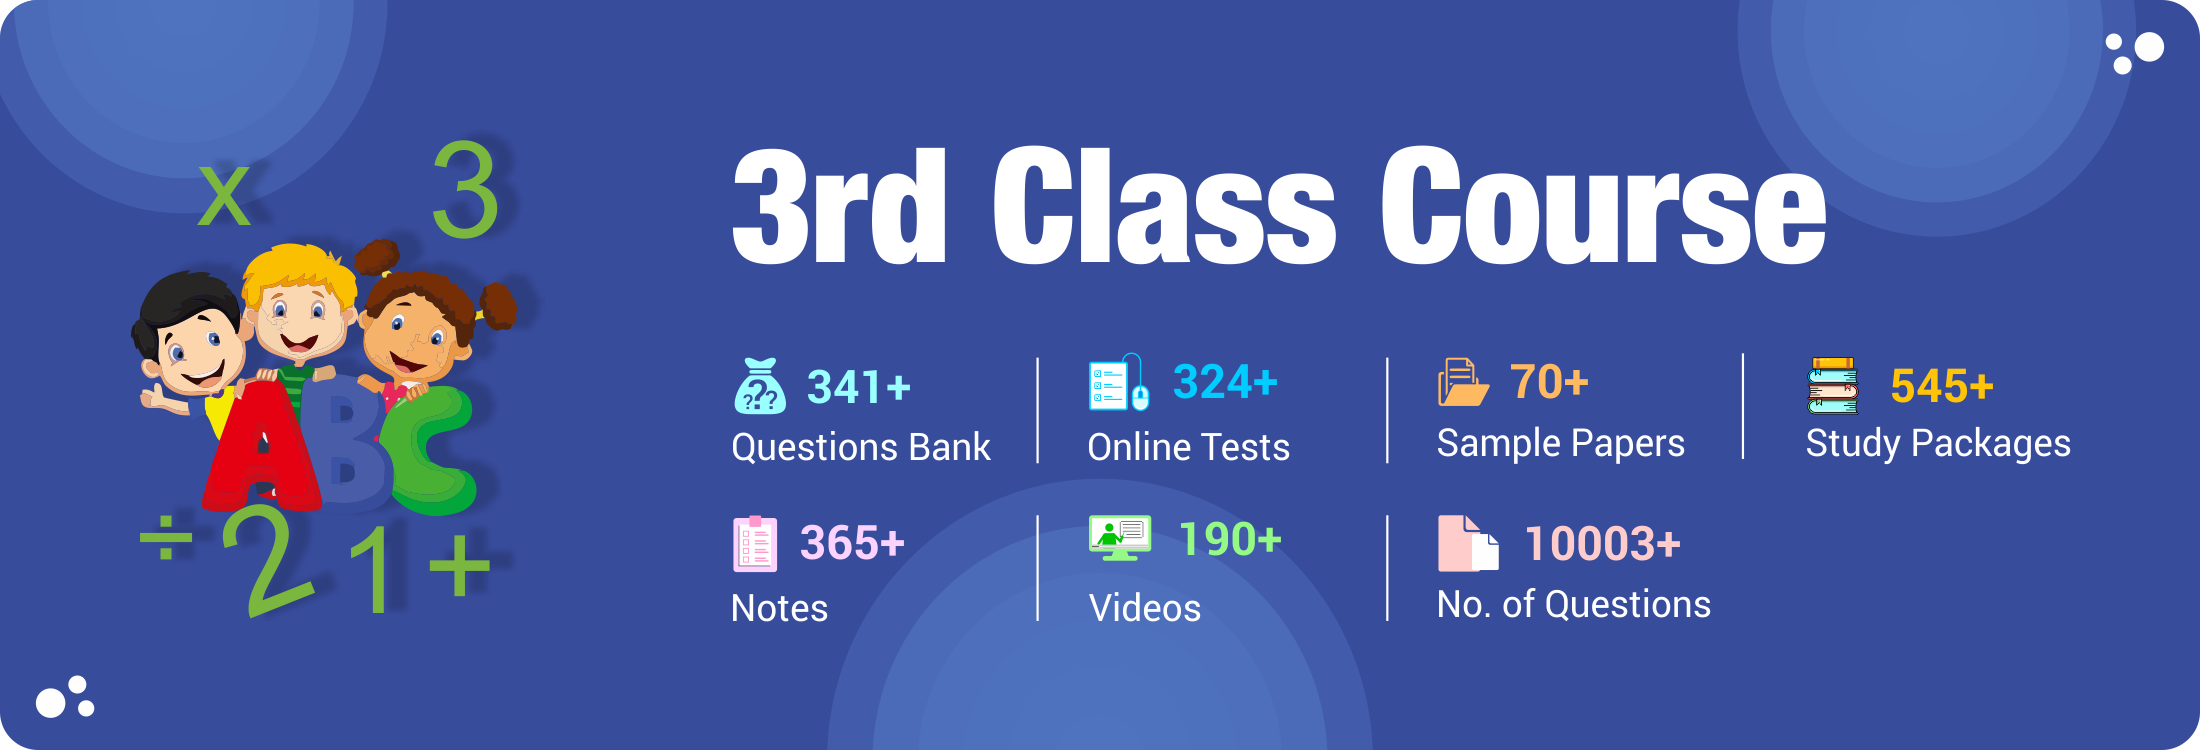 x 3
ABC
÷ 2 1 +
3rd Class Course
341+
Questions Bank
324+
Online Tests
70+
Sample Papers
545+
Study Packages
365+
Notes
190+
Videos
10003+
No. of Questions